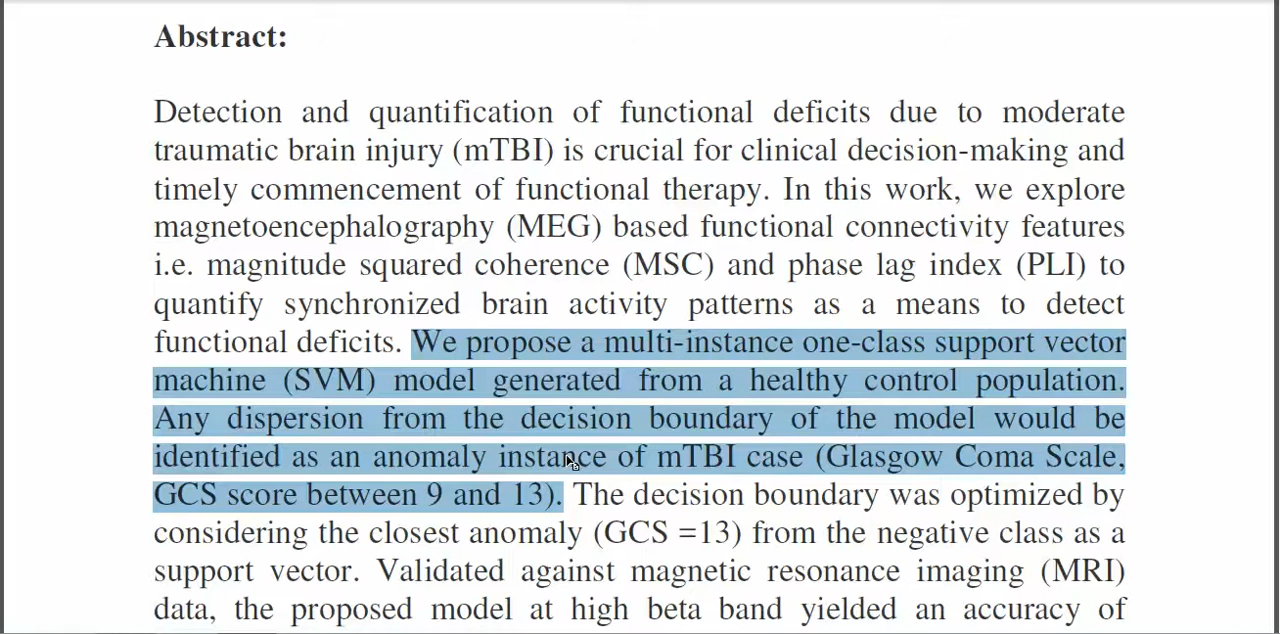 Abstract:
Detection and quantification of functional deficits due to moderate
traumatic brain injury (mTBI) is crucial for clinical decision-making and
timely commencement of functional therapy. In this work, we explore
magnetoencephalography (MEG) based functional connectivity features
i.e. magnitude squared coherence (MSC) and phase lag index (PLI) to
quantify synchronized brain activity patterns as a means to detect
functional deficits. We propose a multi-instance one-class support vector
machine (SVM) model generated from a healthy control population.
Any dispersion from the decision boundary of the model would be
identified as an anomaly instance of mTBI case (Glasgow Coma Scale,
GCS score between 9 and 13). The decision boundary was optimized by
considering the closest anomaly (GCS =13) from the negative class as a
support vector. Validated against magnetic resonance imaging (MRI)
data, the proposed model at high beta band yielded an accuracy of